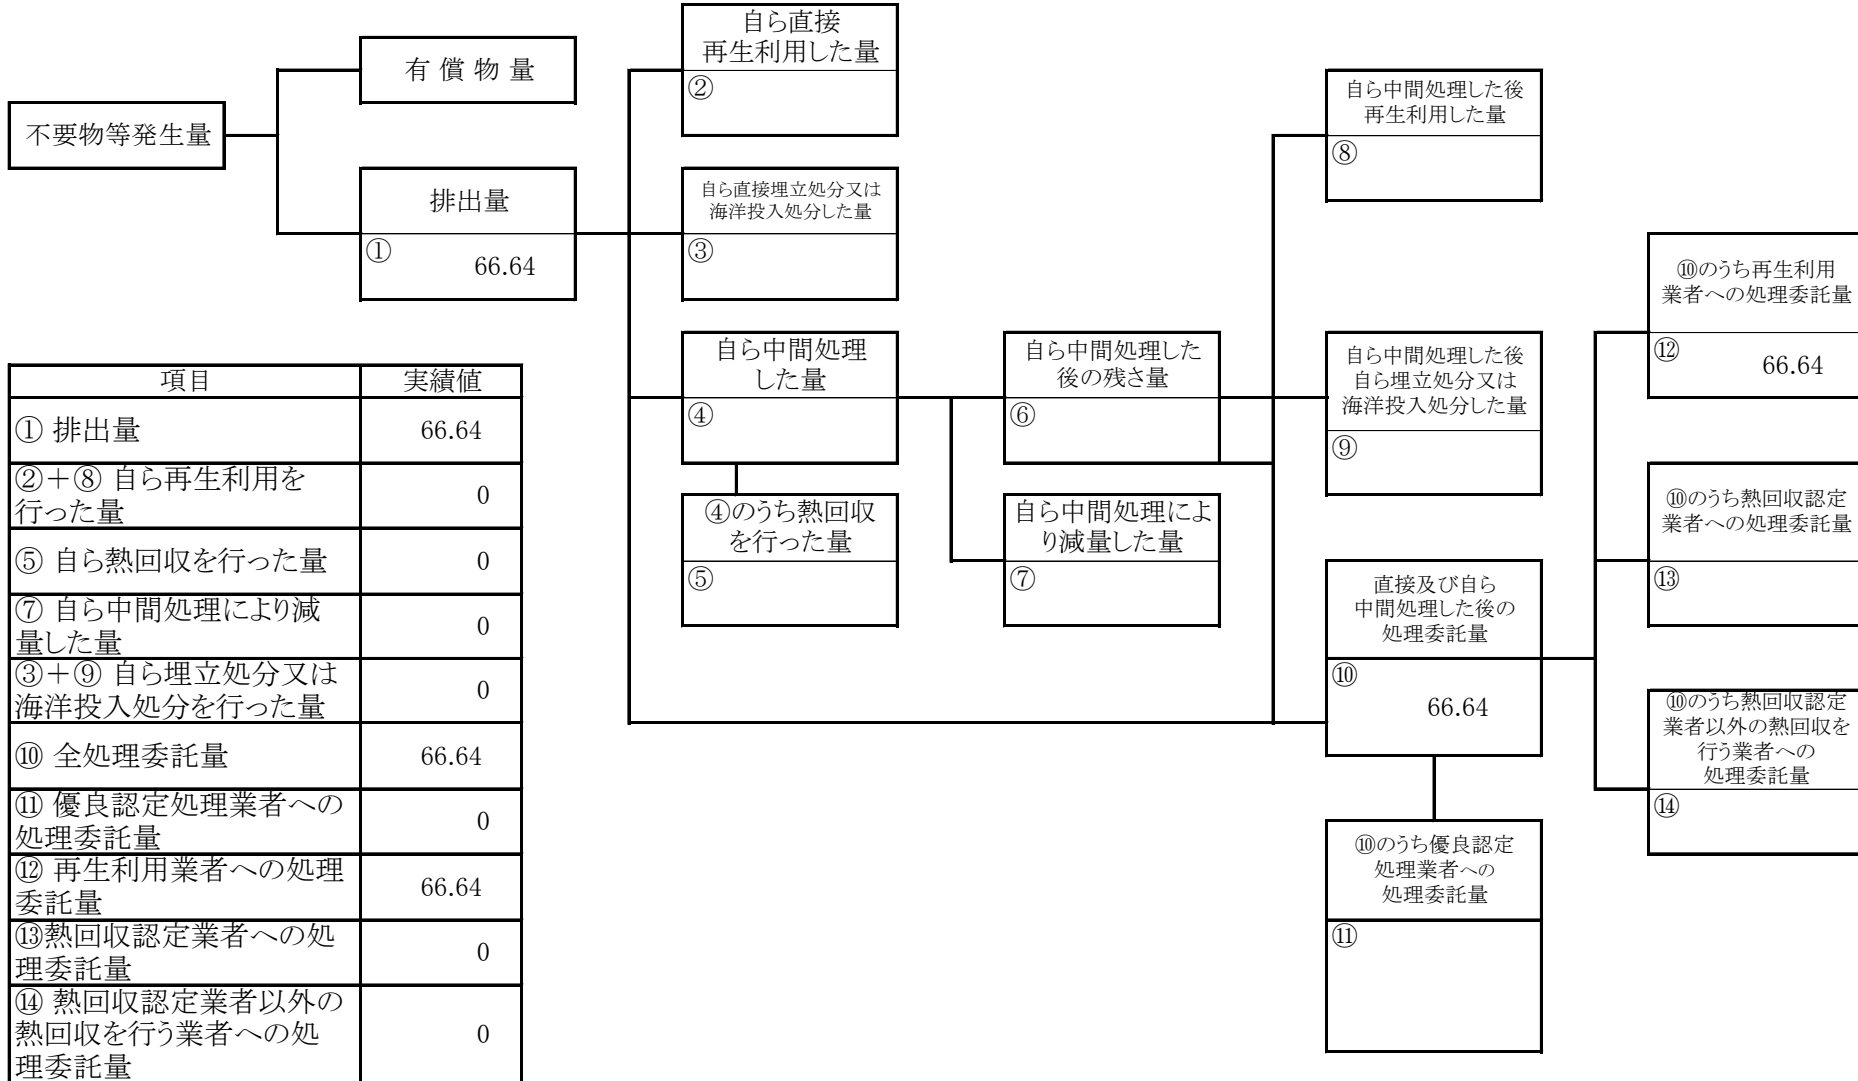 自ら直接
再生利用した量
②
有 償 物 量
不要物等発生量
自ら中間処理した後
再生利用した量
⑧
排出量
①
66.64
自ら直接埋立処分又は
海洋投入処分した量
③
⑩のうち再生利用
業者への処理委託量
⑫
66.64
自ら中間処理
した量
④
自ら中間処理した
後の残さ量
⑥
自ら中間処理した後
自ら埋立処分又は
海洋投入処分した量
⑨
④のうち熱回収
を行った量
⑤
自ら中間処理によ
り減量した量
⑦
⑩のうち熱回収認定
業者への処理委託量
⑬
直接及び自ら
中間処理した後の
処理委託量
⑩
66.64
⑩のうち熱回収認定
業者以外の熱回収を
行う業者への
処理委託量
⑭
⑩のうち優良認定
処理業者への
処理委託量
⑪
項目 実績値
① 排出量 66.64
②＋⑧ 自ら再生利用を
行った量 0
⑤ 自ら熱回収を行った量 0
⑦ 自ら中間処理により減
量した量 0
③＋⑨ 自ら埋立処分又は
海洋投入処分を行った量 0
⑩ 全処理委託量 66.64
⑪ 優良認定処理業者への
処理委託量 0
⑫ 再生利用業者への処理
委託量 66.64
⑬熱回収認定業者への処
理委託量 0
⑭ 熱回収認定業者以外の
熱回収を行う業者への処
理委託量 0